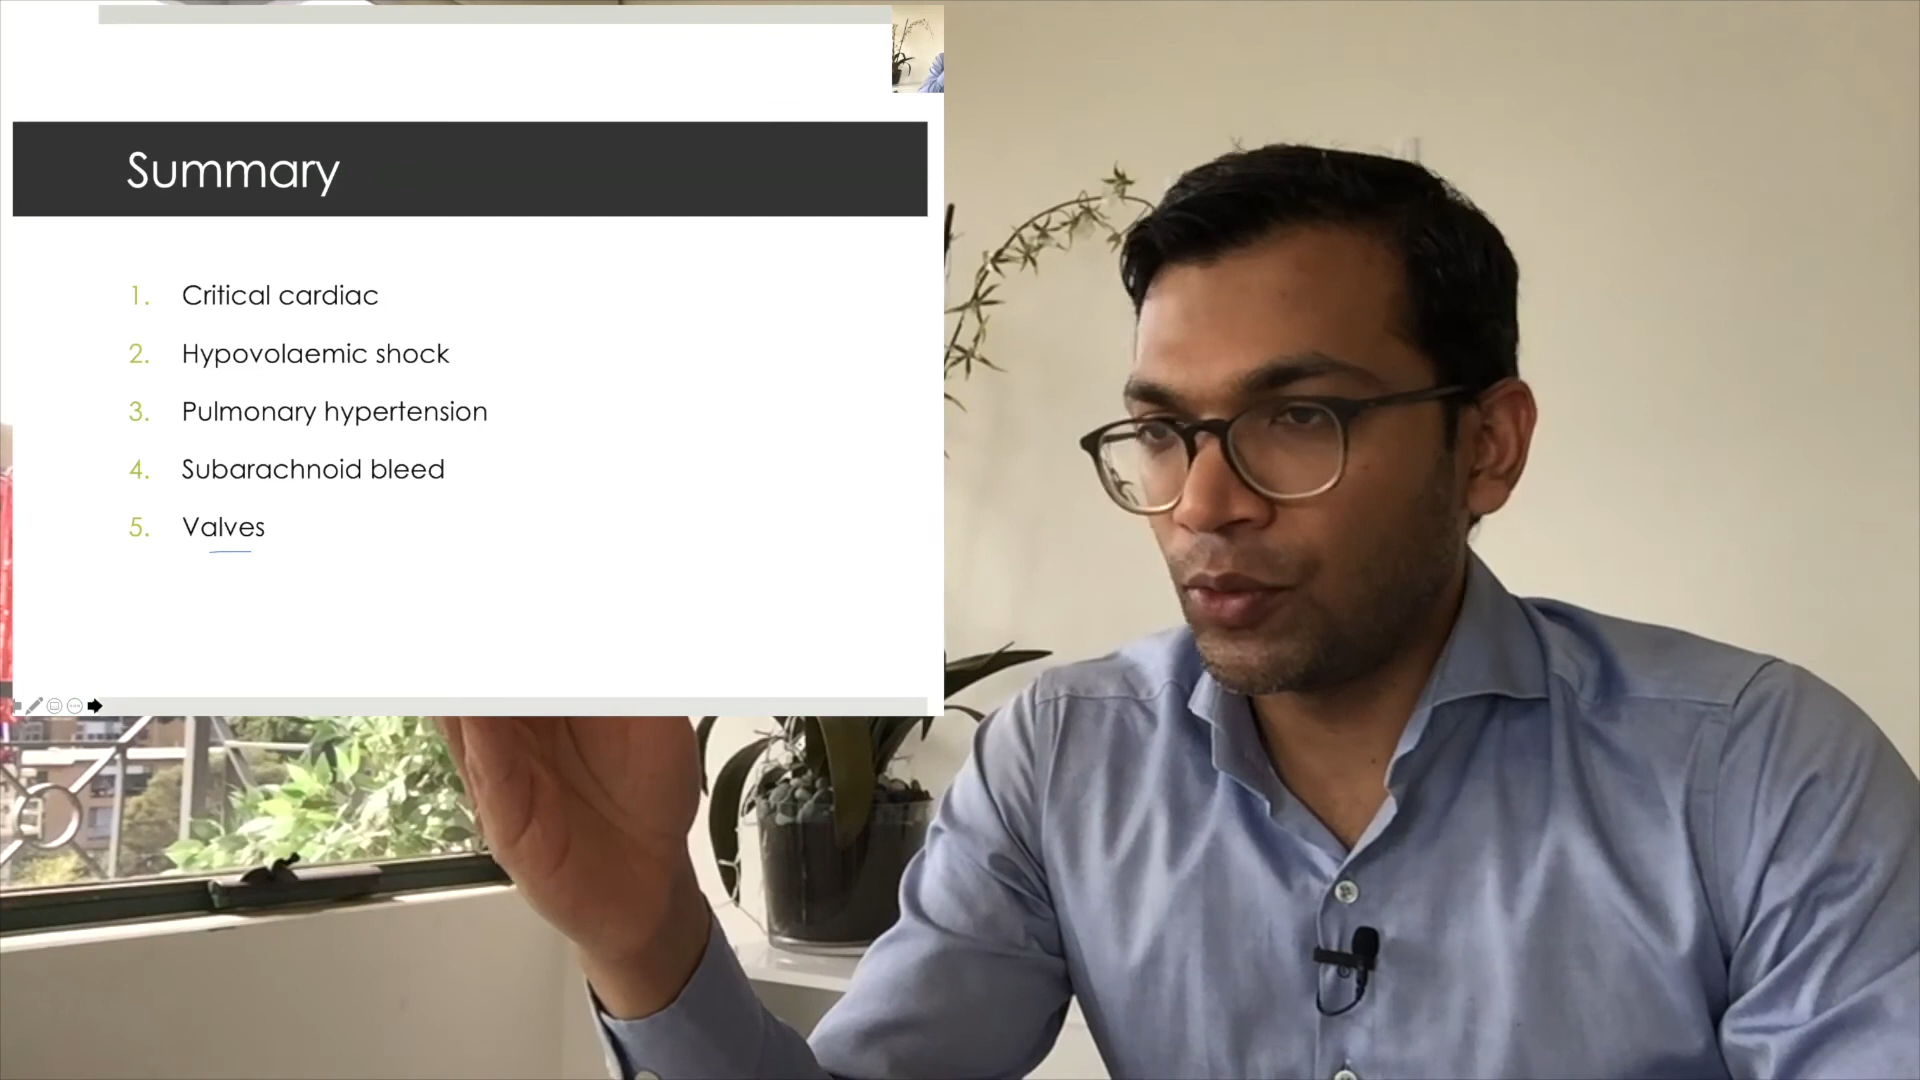 Summary
1. Critical cardiac
2. Hypovolaemic shock
3. Pulmonary hypertension
4. Subarachnoid bleed
5. Valves